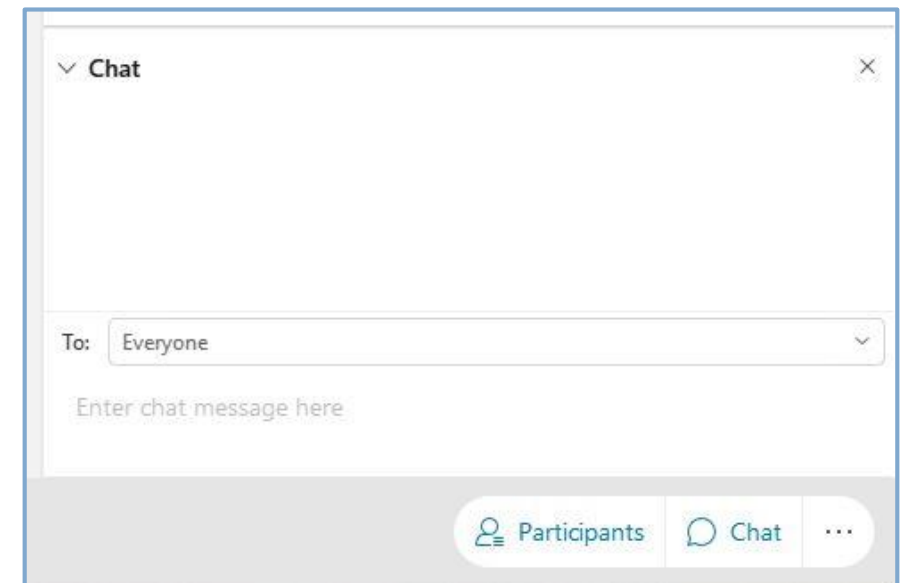 Chat
To: Everyone
Enter chat message here
Participants Chat ...